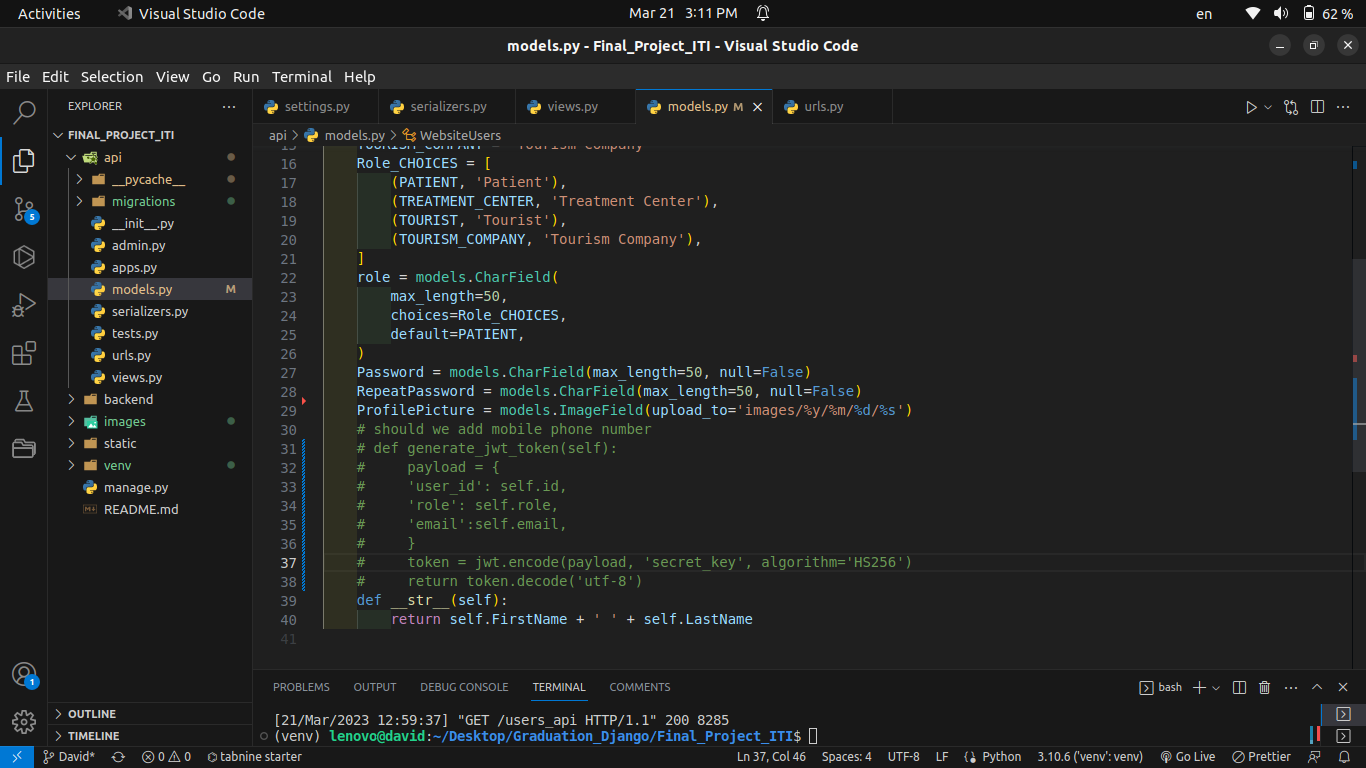 Activities
Visual Studio Code
Mar 21 3:11 PM
en
62 %
models.py - Final_Project_ITI - Visual Studio Code
File Edit Selection View Go Run Terminal Help
EXPLORER
settings.py
serializers.py
views.py
models.py M
urls.py
FINAL_PROJECT_ITI
api
__pycache__
migrations
__init__.py
admin.py
apps.py
models.py M
serializers.py
tests.py
urls.py
views.py
backend
images
static
venv
manage.py
README.md
OUTLINE
TIMELINE
5
1
api > models.py > WebsiteUsers
15 TOURISM_COMPANY = 'Tourism Company'
16 Role_CHOICES = [
17 (PATIENT, 'Patient'),
18 (TREATMENT_CENTER, 'Treatment Center'),
19 (TOURIST, 'Tourist'),
20 (TOURISM_COMPANY, 'Tourism Company'),
21 ]
22 role = models.CharField(
23 max_length=50,
24 choices=Role_CHOICES,
25 default=PATIENT,
26 )
27 Password = models.CharField(max_length=50, null=False)
28 RepeatPassword = models.CharField(max_length=50, null=False)
29 ProfilePicture = models.ImageField(upload_to='images/%y/%m/%d/%s')
30 # should we add mobile phone number
31 # def generate_jwt_token(self):
32 # payload = {
33 # 'user_id': self.id,
34 # 'role': self.role,
35 # 'email':self.email,
36 # }
37 # token = jwt.encode(payload, 'secret_key', algorithm='HS256')
38 # return token.decode('utf-8')
39 def __str__(self):
40 return self.FirstName + ' ' + self.LastName
41
PROBLEMS OUTPUT DEBUG CONSOLE TERMINAL COMMENTS
bash
[21/Mar/2023 12:59:37] "GET /users_api HTTP/1.1" 200 8285
(venv) lenovo@david:~/Desktop/Graduation_Django/Final_Project_ITI$
David* 0 0 tabnine starter
Ln 37, Col 46 Spaces: 4 UTF-8 LF Python 3.10.6 ('venv': venv) Go Live Prettier